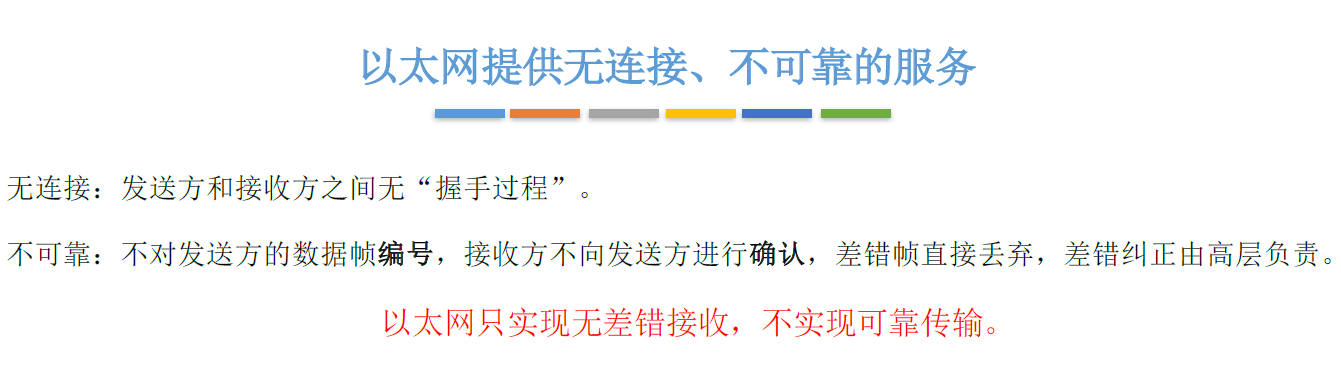 以太网提供无连接、不可靠的服务
无连接：发送方和接收方之间无“握手过程”。
不可靠：不对发送方的数据帧编号，接收方不向发送方进行确认，差错帧直接丢弃，差错纠正由高层负责。
以太网只实现无差错接收，不实现可靠传输。